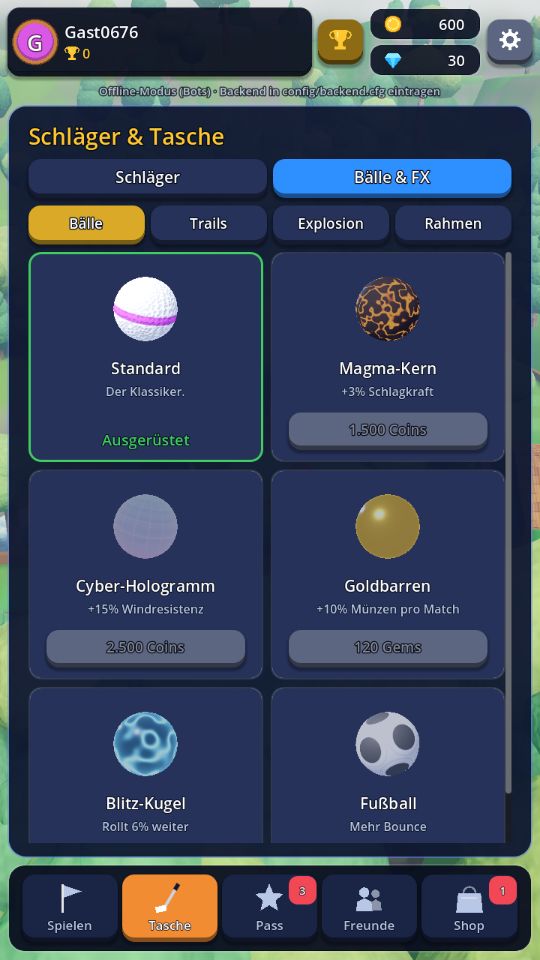 G
Gast0676
0
600
30
Offline-Modus (Bots) · Backend in config/backend.cfg eintragen
Schläger & Tasche
Schläger
Bälle & FX
Bälle
Trails
Explosion
Rahmen
Standard
Der Klassiker.
Ausgerüstet
Magma-Kern
+3% Schlagkraft
1.500 Coins
Cyber-Hologramm
+15% Windresistenz
2.500 Coins
Goldbarren
+10% Münzen pro Match
120 Gems
Blitz-Kugel
Rollt 6% weiter
Fußball
Mehr Bounce
Spielen
Tasche
3
Pass
Freunde
1
Shop